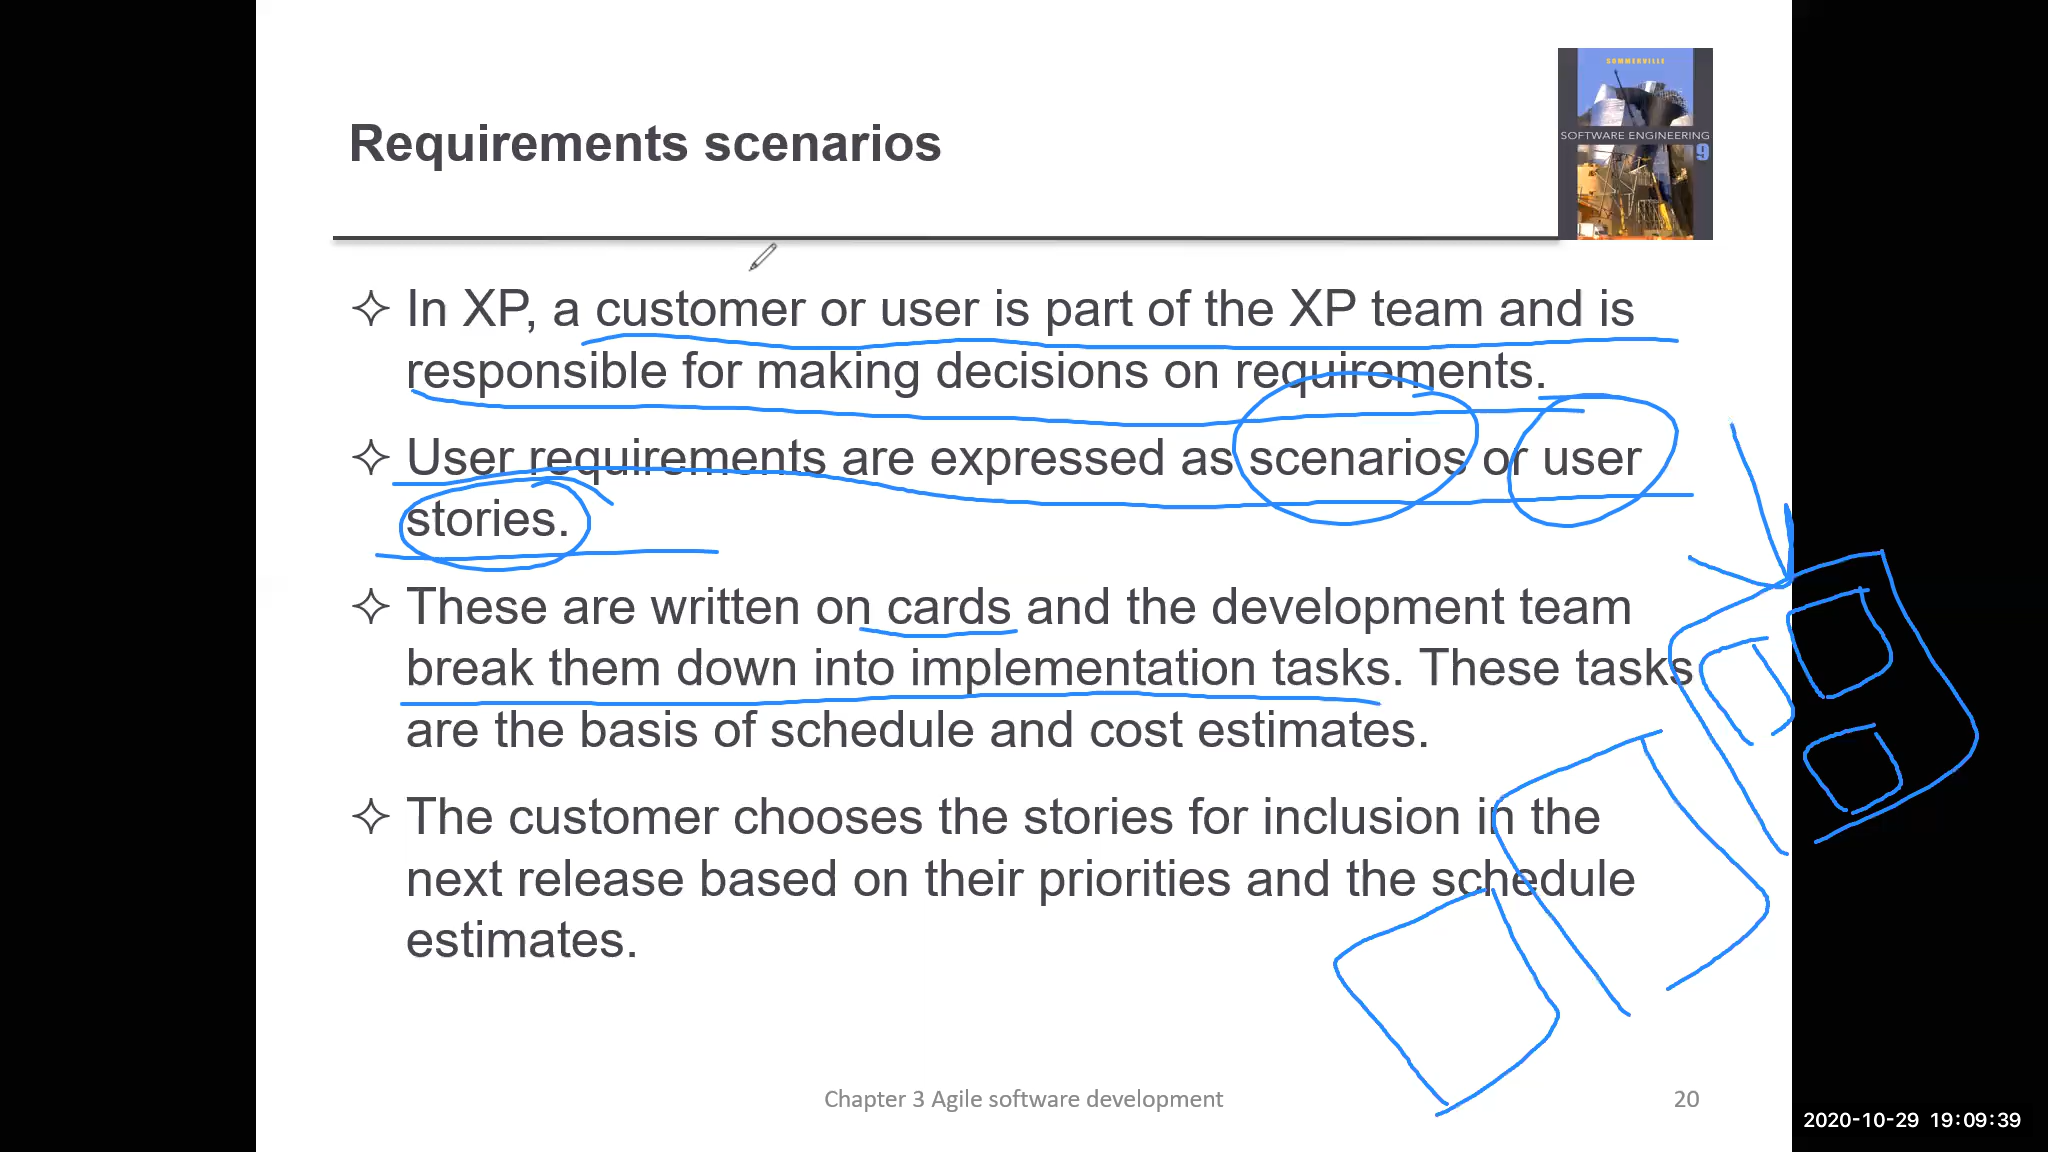 SOMMERVILLE
SOFTWARE ENGINEERING
9
Requirements scenarios
In XP, a customer or user is part of the XP team and is
responsible for making decisions on requirements.
User requirements are expressed as scenarios or user
stories.
These are written on cards and the development team
break them down into implementation tasks. These tasks
are the basis of schedule and cost estimates.
The customer chooses the stories for inclusion in the
next release based on their priorities and the schedule
estimates.
Chapter 3 Agile software development
20
2020-10-29 19:09:39